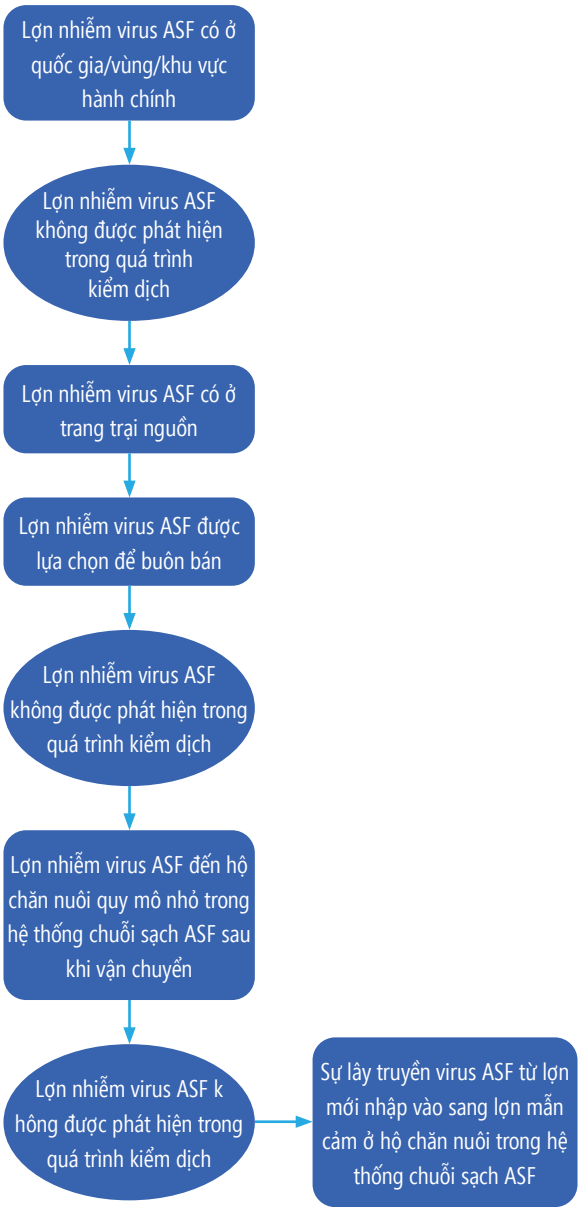 Lợn nhiễm virus ASF có ở
quốc gia/vùng/khu vực
hành chính
Lợn nhiễm virus ASF
không được phát hiện
trong quá trình
kiểm dịch
Lợn nhiễm virus ASF có ở
trang trại nguồn
Lợn nhiễm virus ASF được
lựa chọn để buôn bán
Lợn nhiễm virus ASF
không được phát hiện trong
quá trình kiểm dịch
Lợn nhiễm virus ASF đến hộ
chăn nuôi quy mô nhỏ trong
hệ thống chuỗi sạch ASF sau
khi vận chuyển
Lợn nhiễm virus ASF k
hông được phát hiện trong
quá trình kiểm dịch
Sự lây truyền virus ASF từ lợn
mới nhập vào sang lợn mẫn
cảm ở hộ chăn nuôi trong hệ
thống chuỗi sạch ASF